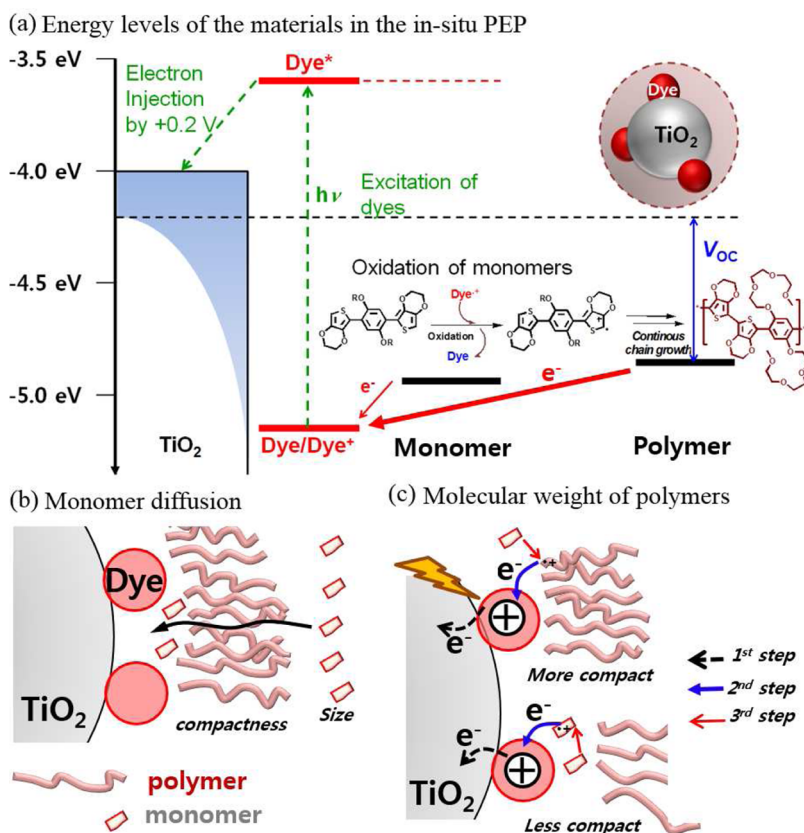 (a) Energy levels of the materials in the in-situ PEP
-3.5 eV
-4.0 eV
-4.5 eV
-5.0 eV
Electron
Injection
by +0.2 V
Dye*
hν
Excitation of
dyes
Dye
TiO2
VOC
Oxidation of monomers
RO
OR
Dye·+
Oxidation
Dye
RO
OR
Continous
chain growth
e-
e-
TiO2
Dye/Dye+
Monomer
Polymer
(b) Monomer diffusion
Dye
TiO2
compactness
Size
polymer
monomer
(c) Molecular weight of polymers
e-
e-
More compact
e-
e-
TiO2
Less compact
1st step
2nd step
3rd step